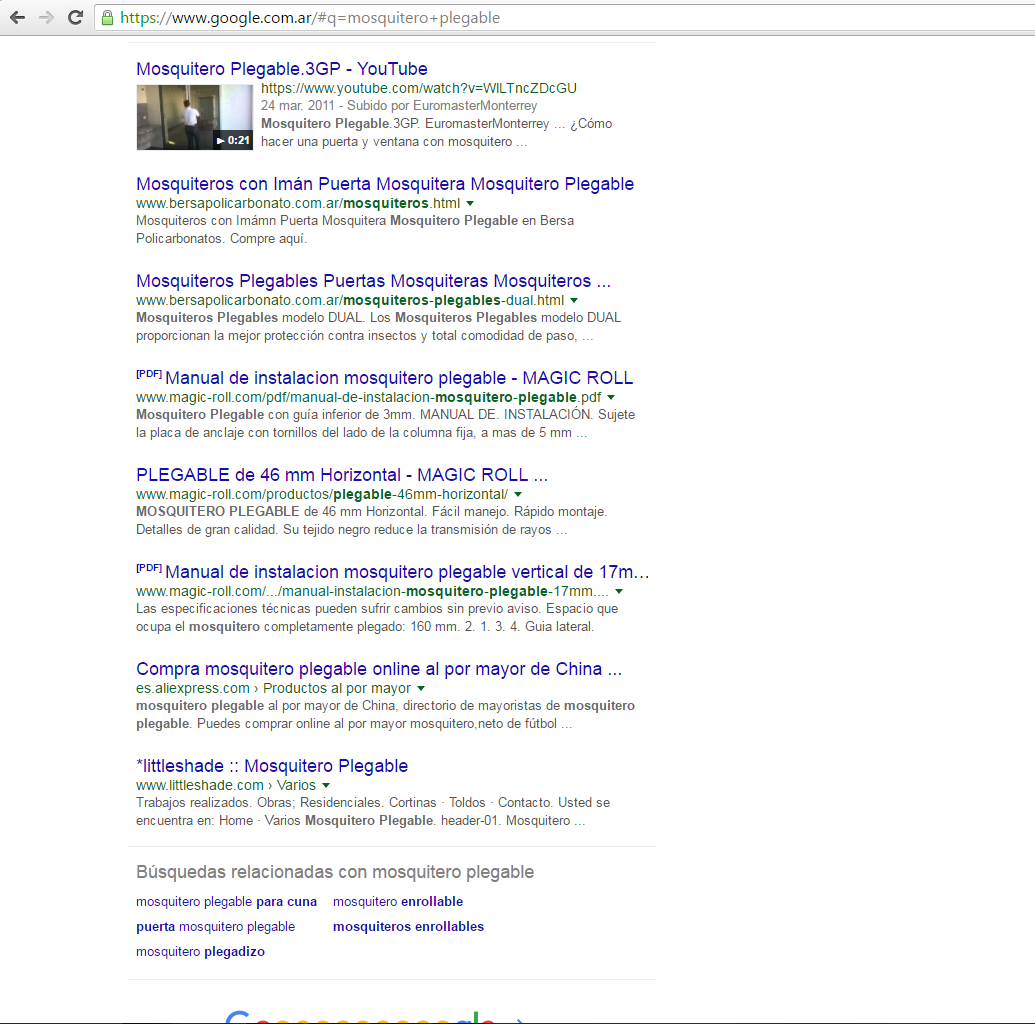 https://www.google.com.ar/#q=mosquitero+plegable
Mosquitero Plegable.3GP - YouTube
https://www.youtube.com/watch?v=WlLTncZDcGU
24 mar. 2011 - Subido por EuromasterMonterrey
Mosquitero Plegable.3GP. EuromasterMonterrey ... ¿Cómo
hacer una puerta y ventana con mosquitero ...
0:21
Mosquiteros con Imán Puerta Mosquitera Mosquitero Plegable
www.bersapolicarbonato.com.ar/mosquiteros.html
Mosquiteros con Imámn Puerta Mosquitera Mosquitero Plegable en Bersa
Policarbonatos. Compre aquí.
Mosquiteros Plegables Puertas Mosquiteras Mosquiteros ...
www.bersapolicarbonato.com.ar/mosquiteros-plegables-dual.html
Mosquiteros Plegables modelo DUAL. Los Mosquiteros Plegables modelo DUAL
proporcionan la mejor protección contra insectos y total comodidad de paso, ...
[PDF] Manual de instalacion mosquitero plegable - MAGIC ROLL
www.magic-roll.com/pdf/manual-de-instalacion-mosquitero-plegable.pdf
Mosquitero Plegable con guía inferior de 3mm. MANUAL DE. INSTALACIÓN. Sujete
la placa de anclaje con tornillos del lado de la columna fija, a mas de 5 mm ...
PLEGABLE de 46 mm Horizontal - MAGIC ROLL ...
www.magic-roll.com/productos/plegable-46mm-horizontal/
MOSQUITERO PLEGABLE de 46 mm Horizontal. Fácil manejo. Rápido montaje.
Detalles de gran calidad. Su tejido negro reduce la transmisión de rayos ...
[PDF] Manual de instalacion mosquitero plegable vertical de 17m...
www.magic-roll.com/.../manual-instalacion-mosquitero-plegable-17mm....
Las especificaciones técnicas pueden sufrir cambios sin previo aviso. Espacio que
ocupa el mosquitero completamente plegado: 160 mm. 2. 1. 3. 4. Guia lateral.
Compra mosquitero plegable online al por mayor de China ...
es.aliexpress.com › Productos al por mayor
mosquitero plegable al por mayor de China, directorio de mayoristas de mosquitero
plegable. Puedes comprar online al por mayor mosquitero,neto de fútbol ...
*littleshade :: Mosquitero Plegable
www.littleshade.com › Varios
Trabajos realizados. Obras; Residenciales. Cortinas · Toldos · Contacto. Usted se
encuentra en: Home · Varios Mosquitero Plegable. header-01. Mosquitero ...
Búsquedas relacionadas con mosquitero plegable
mosquitero plegable para cuna mosquitero enrollable
puerta mosquitero plegable mosquiteros enrollables
mosquitero plegadizo